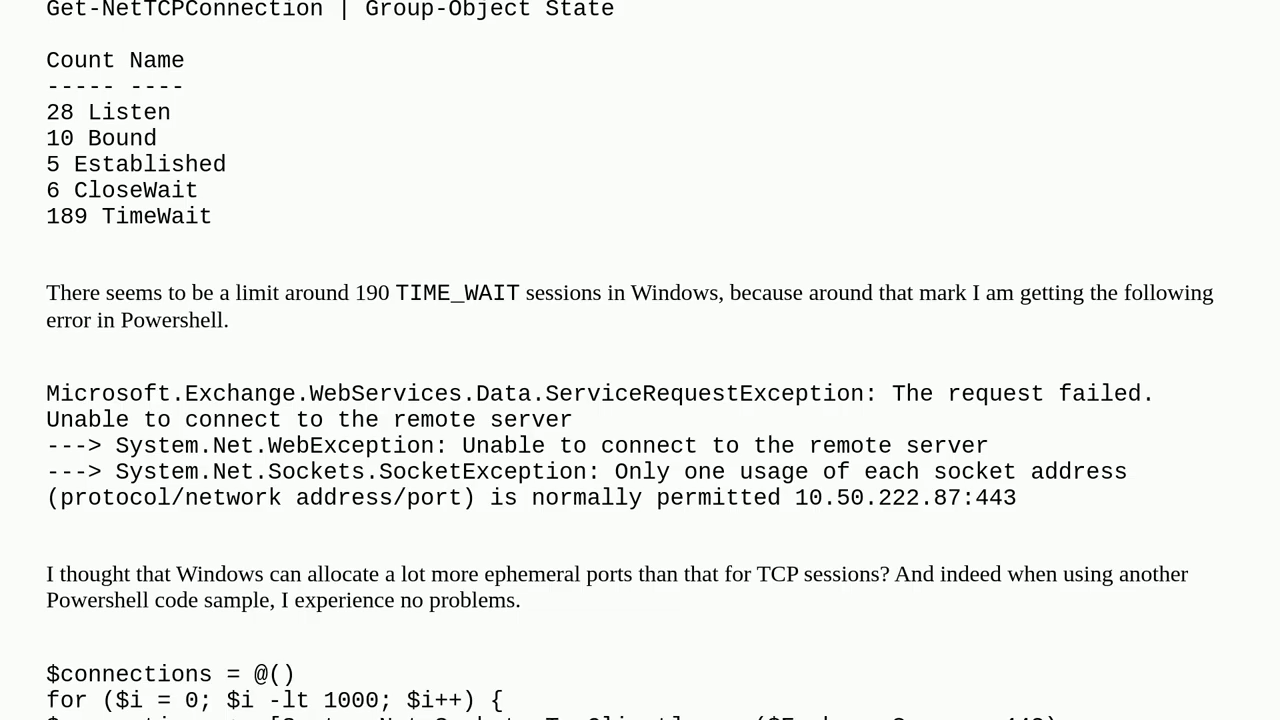 Get-NetTCPConnection | Group-Object State
Count Name
----- ----
28 Listen
10 Bound
5 Established
6 CloseWait
189 TimeWait
There seems to be a limit around 190 TIME_WAIT sessions in Windows, because around that mark I am getting the following
error in Powershell.
Microsoft.Exchange.WebServices.Data.ServiceRequestException: The request failed.
Unable to connect to the remote server
---> System.Net.WebException: Unable to connect to the remote server
---> System.Net.Sockets.SocketException: Only one usage of each socket address
(protocol/network address/port) is normally permitted 10.50.222.87:443
I thought that Windows can allocate a lot more ephemeral ports than that for TCP sessions? And indeed when using another
Powershell code sample, I experience no problems.
$connections = @()
for ($i = 0; $i -lt 1000; $i++) {